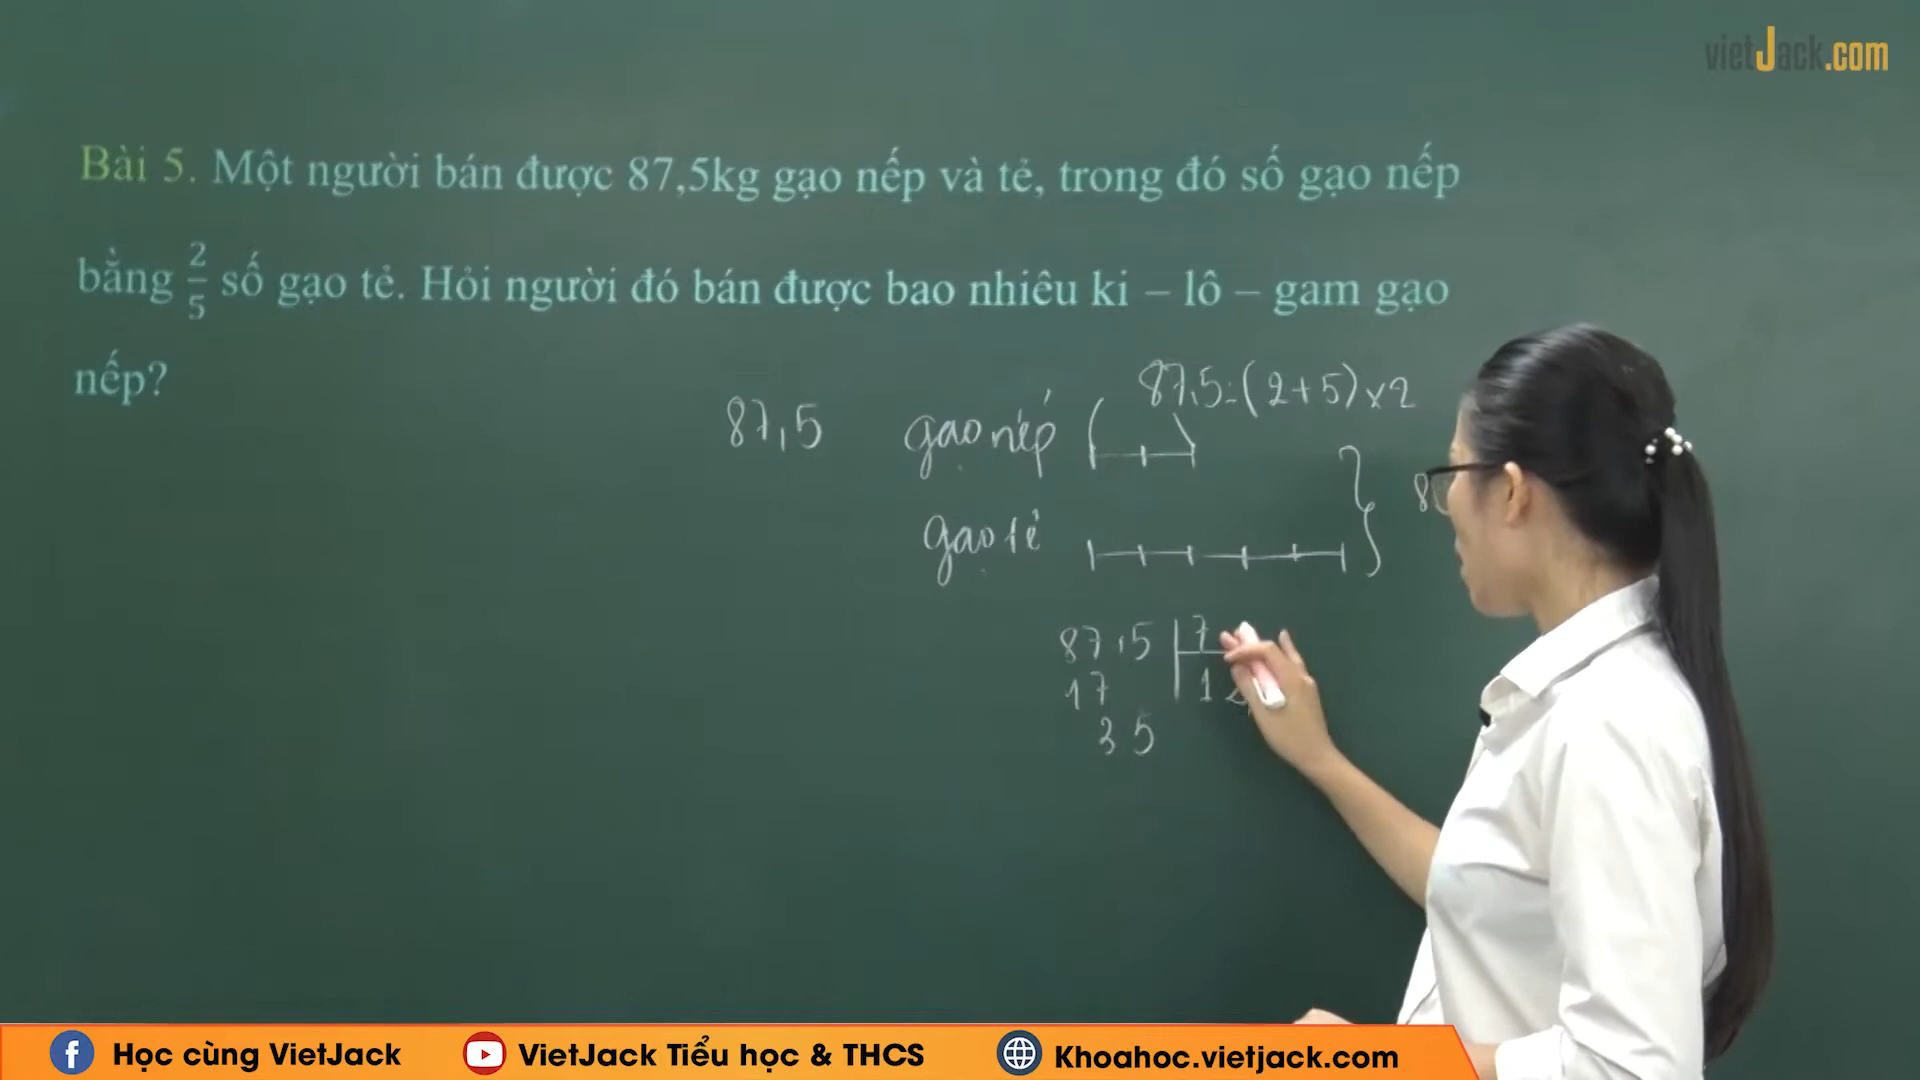 vietJack.com
Bài 5. Một người bán được 87,5kg gạo nếp và tẻ, trong đó số gạo nếp
bằng 2/5 số gạo tẻ. Hỏi người đó bán được bao nhiêu ki – lô – gam gạo
nếp?
87,5:(2+5)x2
87,5 gạo nếp
8
gạo tẻ
87,5 7
17 12,
35
Học cùng VietJack
VietJack Tiểu học & THCS
Khoahoc.vietjack.com